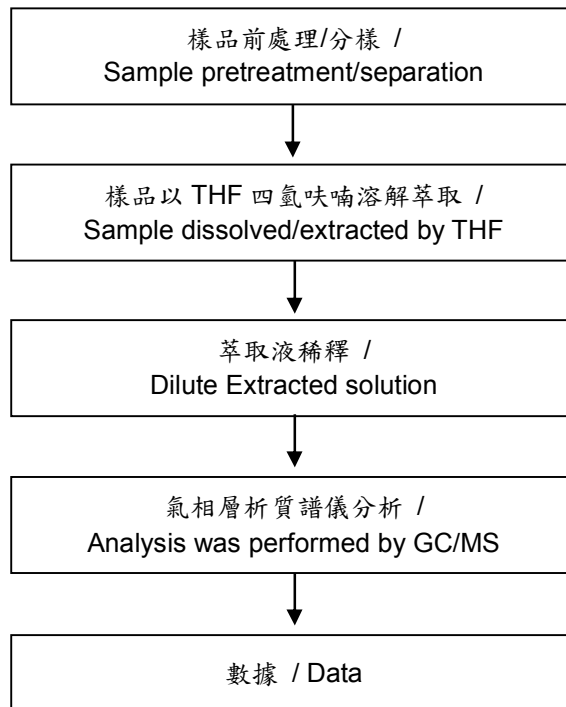 樣品前處理/分樣 /
Sample pretreatment/separation
樣品以 THF 四氫呋喃溶解萃取 /
Sample dissolved/extracted by THF
萃取液稀釋 /
Dilute Extracted solution
氣相層析質譜儀分析 /
Analysis was performed by GC/MS
數據 / Data